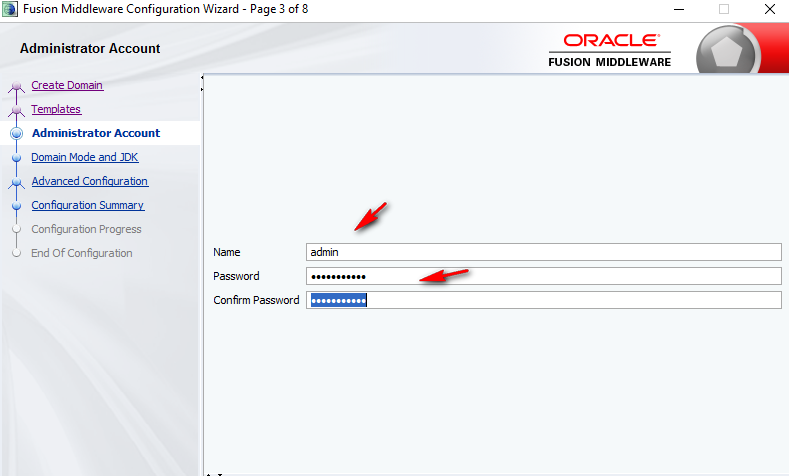 Fusion Middleware Configuration Wizard - Page 3 of 8
Administrator Account
ORACLE
FUSION MIDDLEWARE
Create Domain
Templates
Administrator Account
Domain Mode and JDK
Advanced Configuration
Configuration Summary
Configuration Progress
End Of Configuration
Name admin
Password •••••••••••
Confirm Password •••••••••••